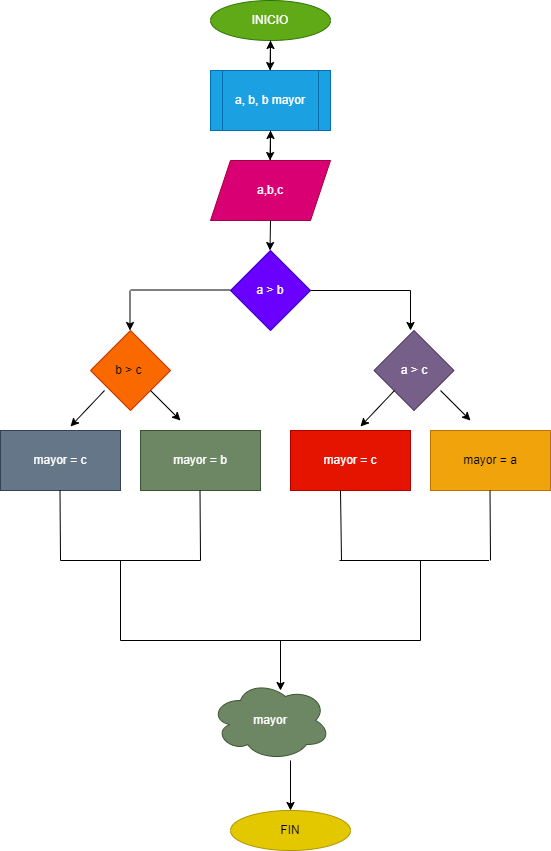 INICIO
a, b, b mayor
a,b,c
a > b
b > c
a > c
mayor = c
mayor = b
mayor = c
mayor = a
mayor
FIN